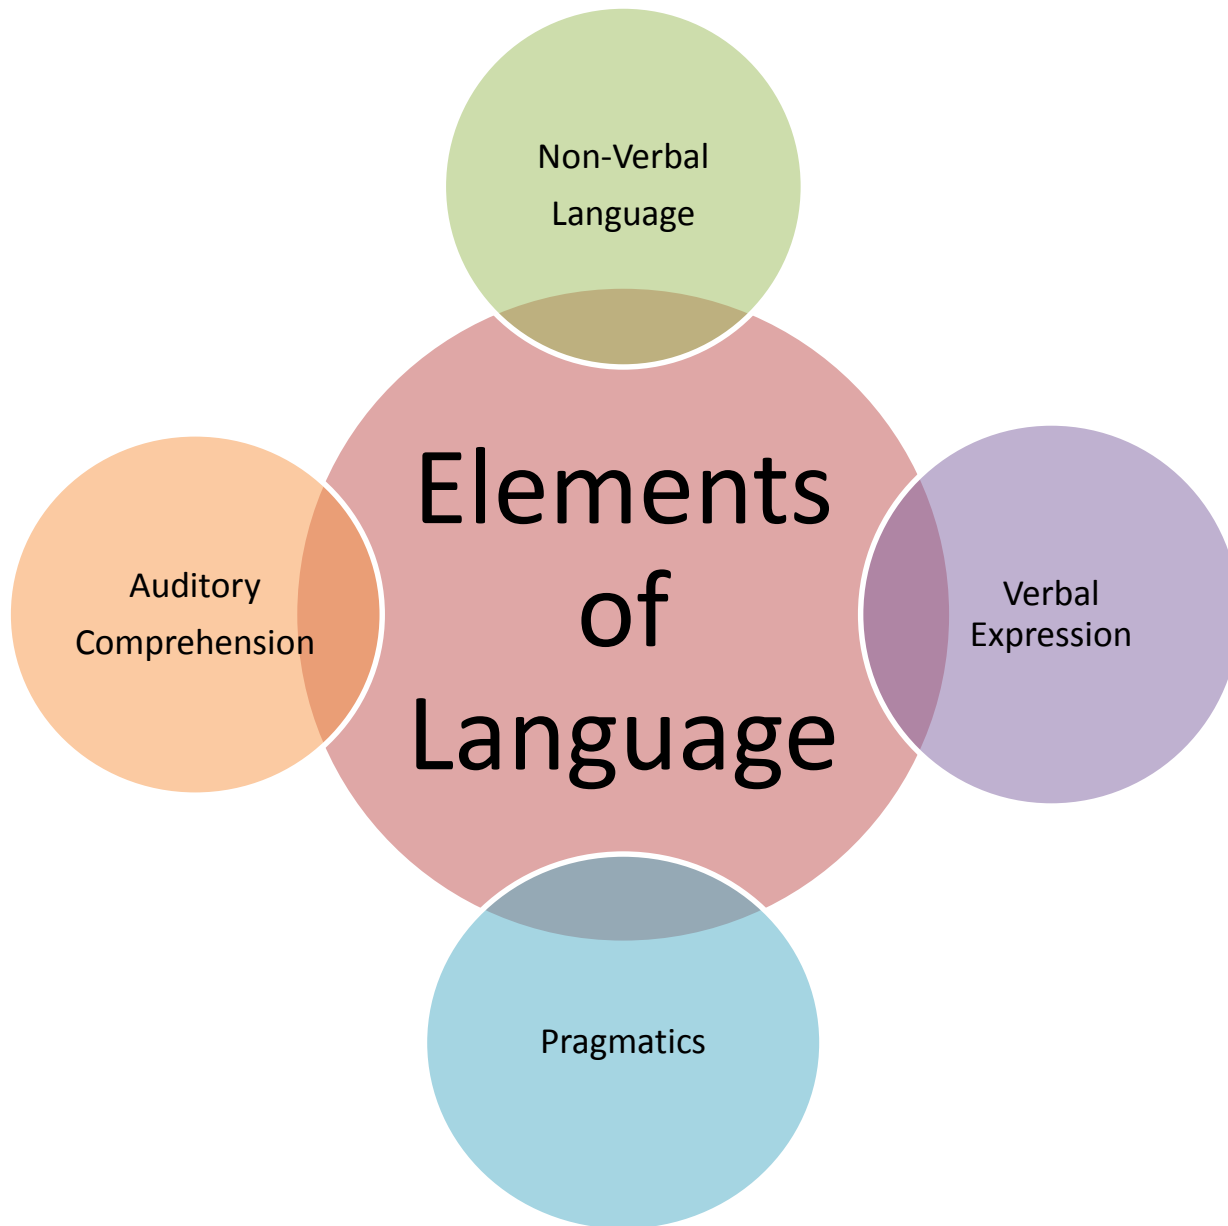 Non-Verbal
Language
Elements
of
Language
Auditory
Comprehension
Verbal
Expression
Pragmatics